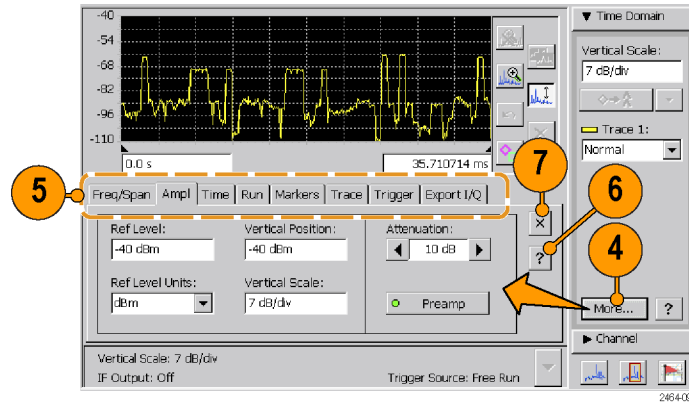 -40
-54
-68
-82
-96
-110
0.0 s
35.710714 ms
▼ Time Domain
Vertical Scale:
7 dB/div
Trace 1:
Normal
More...
?
▶ Channel
5
7
6
4
Freq/Span Ampl Time Run Markers Trace Trigger Export I/Q
Ref Level:
-40 dBm
Vertical Position:
-40 dBm
Attenuation:
10 dB
Ref Level Units:
dBm
Vertical Scale:
7 dB/div
Preamp
×
?
Vertical Scale: 7 dB/div
IF Output: Off
Trigger Source: Free Run